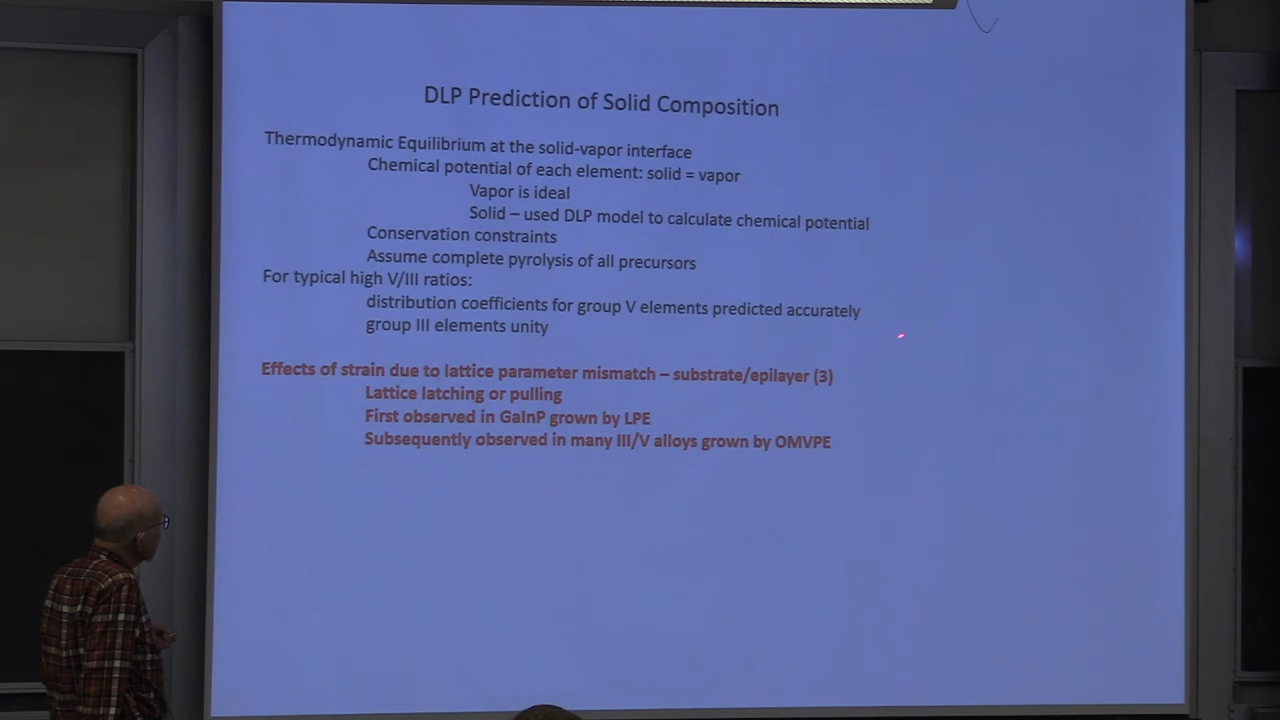 DLP Prediction of Solid Composition
Thermodynamic Equilibrium at the solid-vapor interface
Chemical potential of each element: solid = vapor
Vapor is ideal
Solid – used DLP model to calculate chemical potential
Conservation constraints
Assume complete pyrolysis of all precursors
For typical high V/III ratios:
distribution coefficients for group V elements predicted accurately
group III elements unity
Effects of strain due to lattice parameter mismatch – substrate/epilayer (3)
Lattice latching or pulling
First observed in GaInP grown by LPE
Subsequently observed in many III/V alloys grown by OMVPE